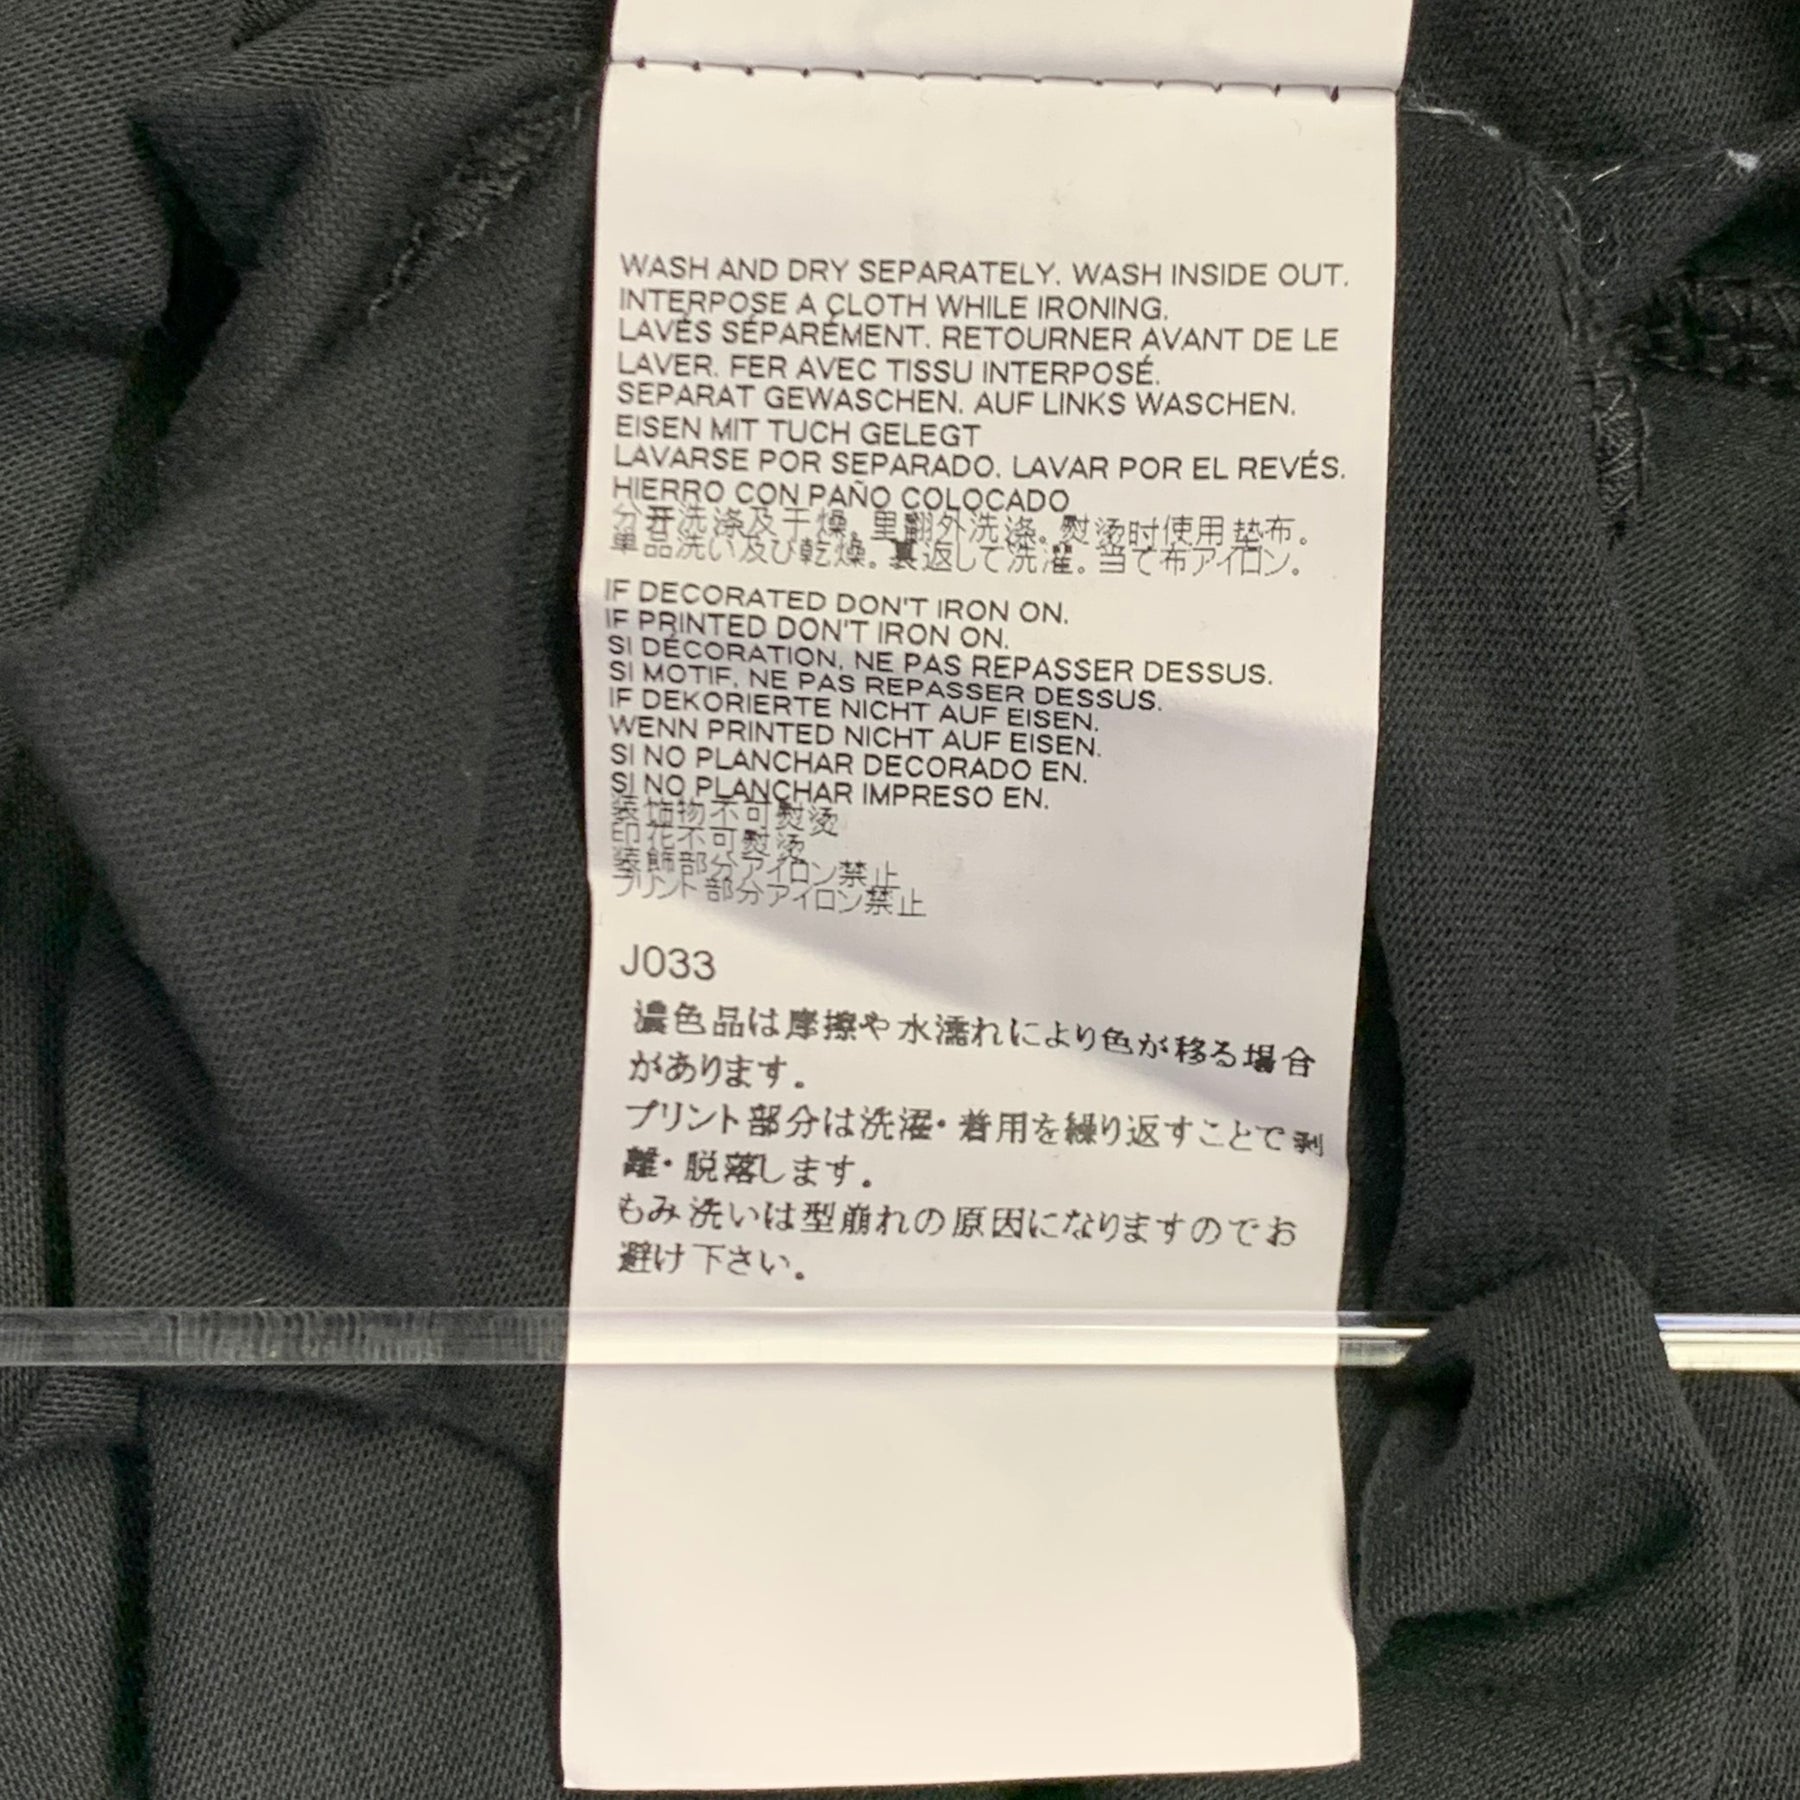 WASH AND DRY SEPARATELY. WASH INSIDE OUT.
INTERPOSE A CLOTH WHILE IRONING.
LAVÉS SÉPARÉMENT. RETOURNER AVANT DE LE
LAVER. FER AVEC TISSU INTERPOSÉ.
SEPARAT GEWASCHEN. AUF LINKS WASCHEN.
EISEN MIT TUCH GELEGT
LAVARSE POR SEPARADO. LAVAR POR EL REVÉS.
HIERRO CON PAÑO COLOCADO
分开洗涤及干燥。里翻外洗涤。熨烫时使用垫布。
単品洗い及び乾燥。裏返して洗濯。当て布アイロン。
IF DECORATED DON'T IRON ON.
IF PRINTED DON'T IRON ON.
SI DÉCORATION, NE PAS REPASSER DESSUS.
SI MOTIF, NE PAS REPASSER DESSUS.
IF DEKORIERTE NICHT AUF EISEN.
WENN PRINTED NICHT AUF EISEN.
SI NO PLANCHAR DECORADO EN.
SI NO PLANCHAR IMPRESO EN.
装饰物不可熨烫
印花不可熨烫
装飾部分アイロン禁止
プリント部分アイロン禁止
J033
濃色品は摩擦や水濡れにより色が移る場合
があります。
プリント部分は洗濯・着用を繰り返すことで剥
離・脱落します。
もみ洗いは型崩れの原因になりますのでお
避け下さい。